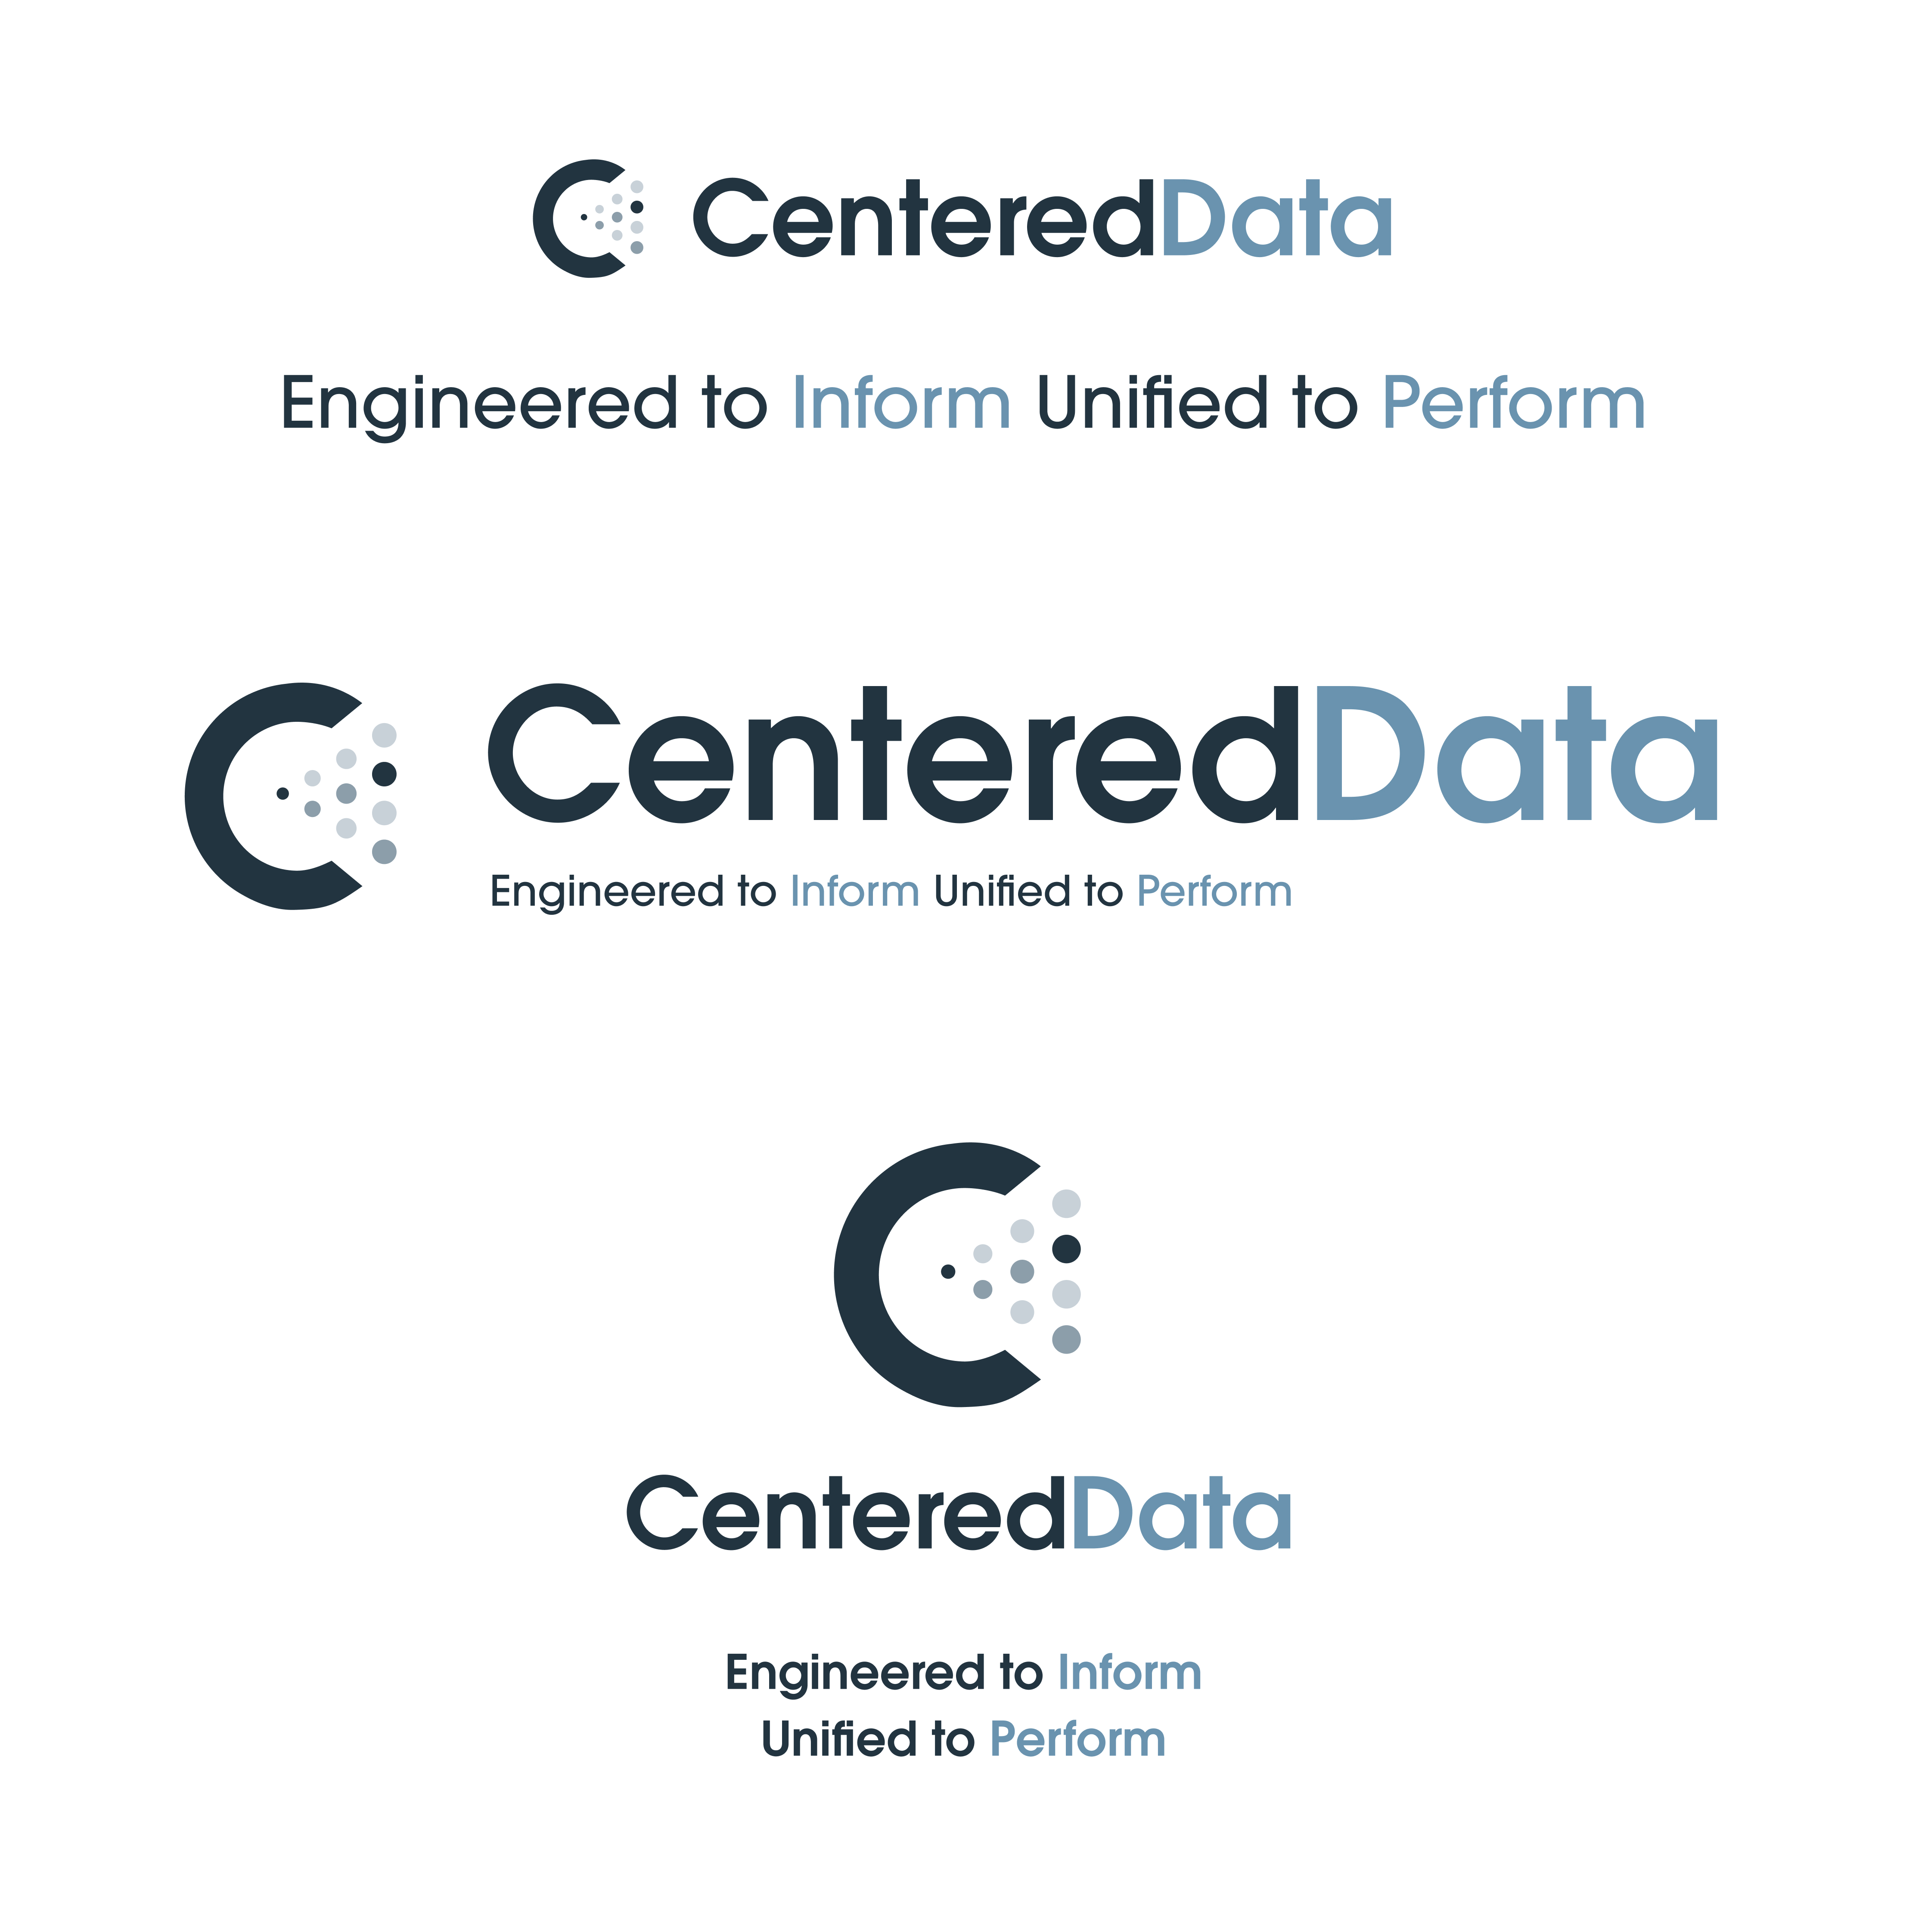 CenteredData
Engineered to Inform Unified to Perform
CenteredData
Engineered to Inform Unified to Perform
CenteredData
Engineered to Inform
Unified to Perform